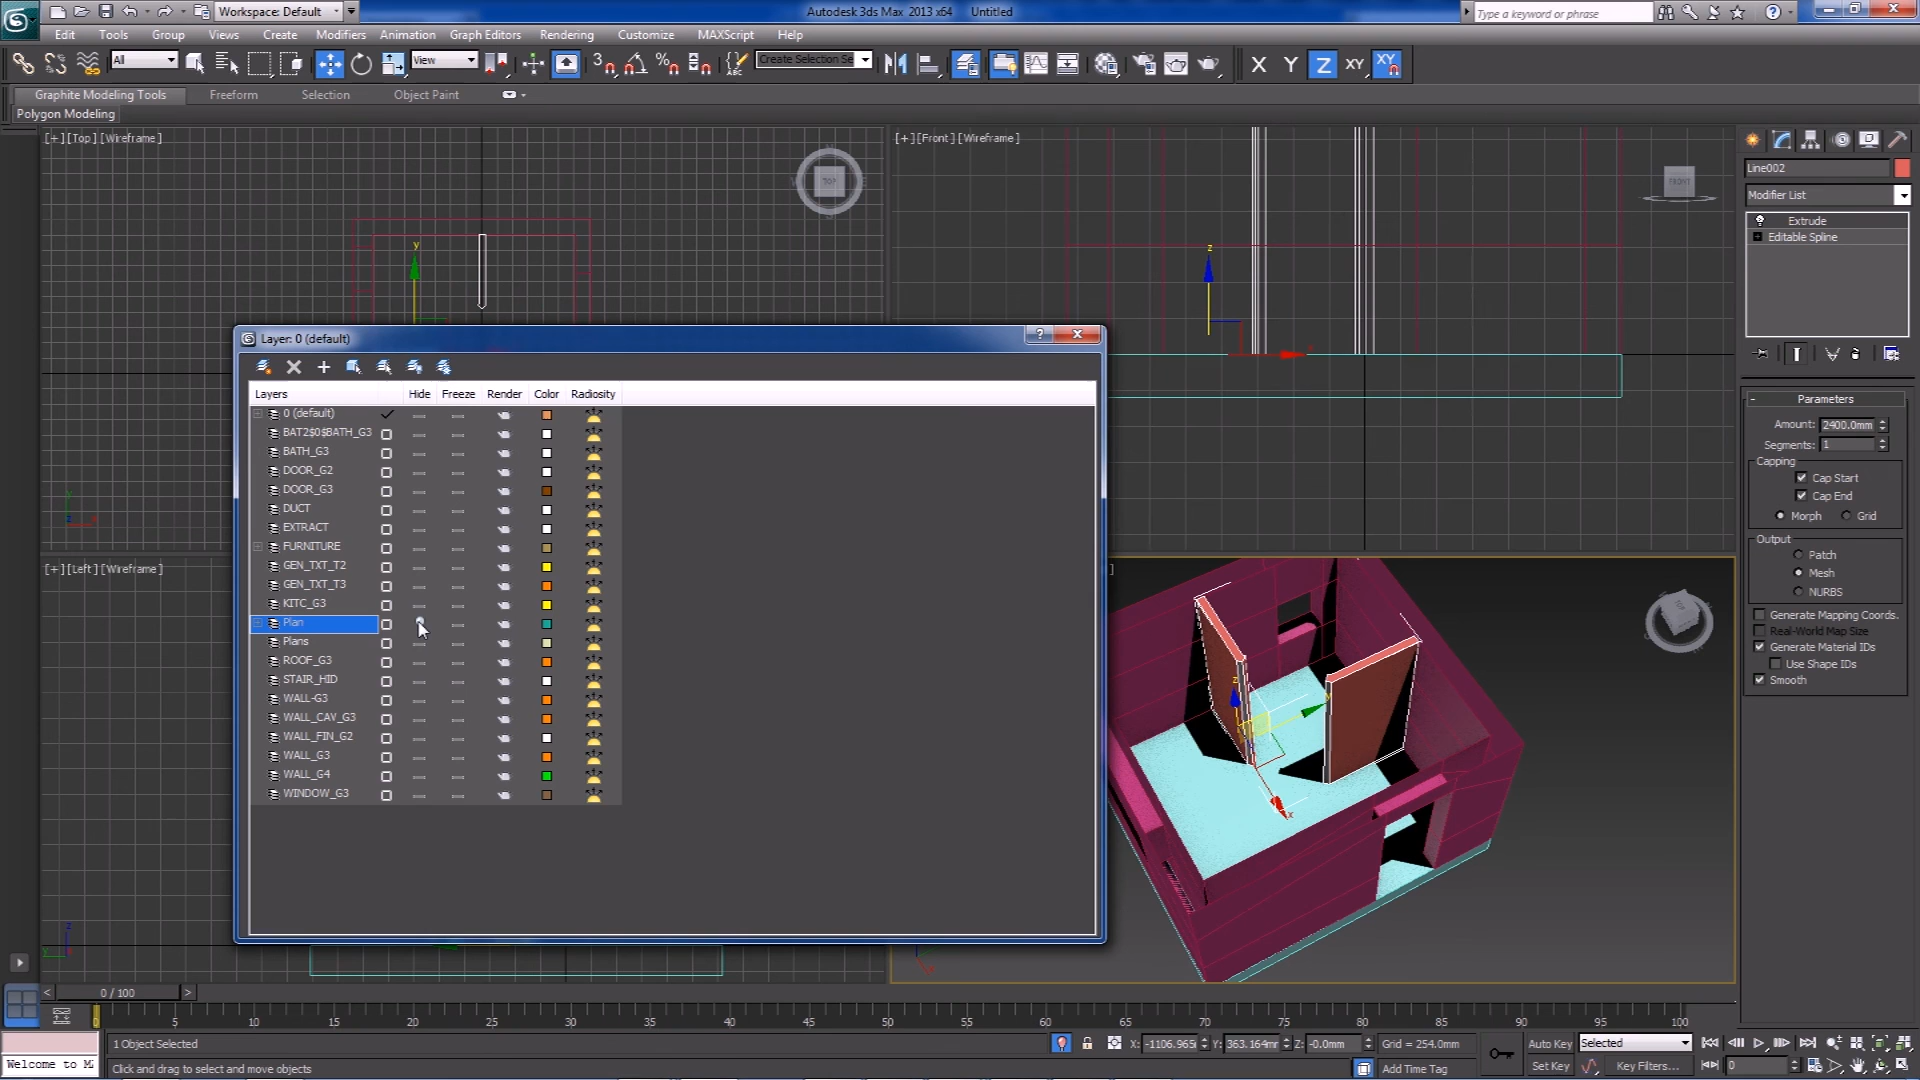 Workspace: Default
Autodesk 3ds Max 2013 x64 Untitled
Type a keyword or phrase
Edit Tools Group Views Create Modifiers Animation Graph Editors Rendering Customize MAXScript Help
All
View
3
Create Selection Se
X Y Z XY XY
Graphite Modeling Tools Freeform Selection Object Paint
Polygon Modeling
[+][Top][Wireframe]
[+][Front][Wireframe]
TOP
FRONT
Line002
Modifier List
Extrude
Editable Spline
y
z
Layer: 0 (default)
Layers Hide Freeze Render Color Radiosity
0 (default)
BAT2$0$BATH_G3
BATH_G3
DOOR_G2
DOOR_G3
DUCT
EXTRACT
FURNITURE
GEN_TXT_T2
GEN_TXT_T3
KITC_G3
Plan
Plans
ROOF_G3
STAIR_HID
WALL-G3
WALL_CAV_G3
WALL_FIN_G2
WALL_G3
WALL_G4
WINDOW_G3
[+][Left][Wireframe]
Parameters
Amount: 2400.0mm
Segments: 1
Capping
Cap Start
Cap End
Morph Grid
Output
Patch
Mesh
NURBS
Generate Mapping Coords.
Real-World Map Size
Generate Material IDs
Use Shape IDs
Smooth
0 / 100
0 5 10 15 20 25 30 35 40 45 50 55 60 65 70 75 80 85 90 95 100
1 Object Selected
X: -1106.965 Y: 363.164mm Z: -0.0mm Grid = 254.0mm
Auto Key Selected
Welcome to M
Click and drag to select and move objects
Add Time Tag
Set Key Key Filters...
0